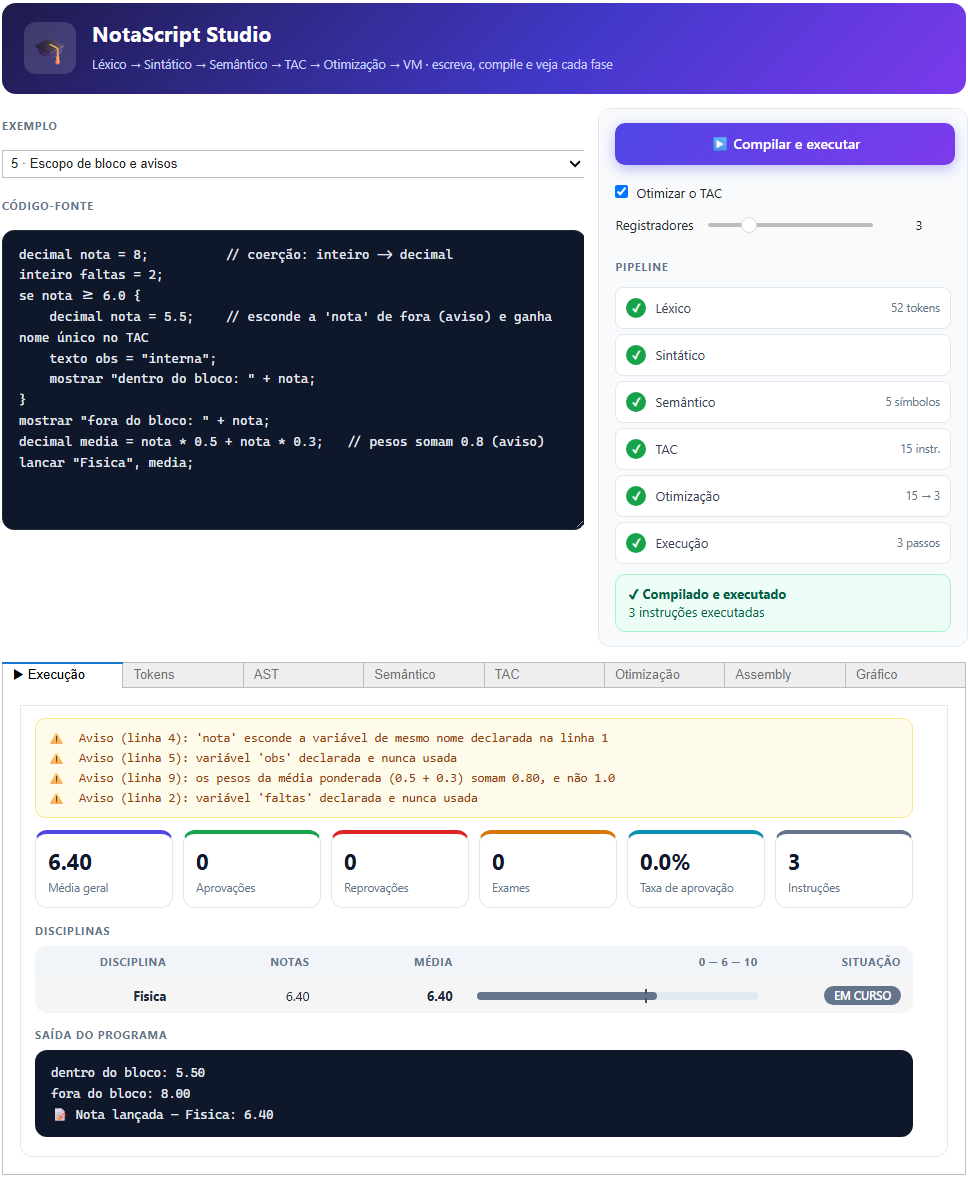 NotaScript Studio
Léxico → Sintático → Semântico → TAC → Otimização → VM · escreva, compile e veja cada fase
EXEMPLO
5 · Escopo de bloco e avisos
CÓDIGO-FONTE
decimal nota = 8;          // coerção: inteiro → decimal
inteiro faltas = 2;
se nota ≥ 6.0 {
    decimal nota = 5.5;    // esconde a 'nota' de fora (aviso) e ganha
nome único no TAC
    texto obs = "interna";
    mostrar "dentro do bloco: " + nota;
}
mostrar "fora do bloco: " + nota;
decimal media = nota * 0.5 + nota * 0.3;   // pesos somam 0.8 (aviso)
lancar "Fisica", media;
Compilar e executar
Otimizar o TAC
Registradores 3
PIPELINE
Léxico 52 tokens
Sintático
Semântico 5 símbolos
TAC 15 instr.
Otimização 15 → 3
Execução 3 passos
✓ Compilado e executado
3 instruções executadas
▶ Execução Tokens AST Semântico TAC Otimização Assembly Gráfico
Aviso (linha 4): 'nota' esconde a variável de mesmo nome declarada na linha 1
Aviso (linha 5): variável 'obs' declarada e nunca usada
Aviso (linha 9): os pesos da média ponderada (0.5 + 0.3) somam 0.80, e não 1.0
Aviso (linha 2): variável 'faltas' declarada e nunca usada
6.40 0 0 0 0.0% 3
Média geral Aprovações Reprovações Exames Taxa de aprovação Instruções
DISCIPLINAS
DISCIPLINA NOTAS MÉDIA 0 — 6 — 10 SITUAÇÃO
Fisica 6.40 6.40 EM CURSO
SAÍDA DO PROGRAMA
dentro do bloco: 5.50
fora do bloco: 8.00
Nota lançada — Fisica: 6.40